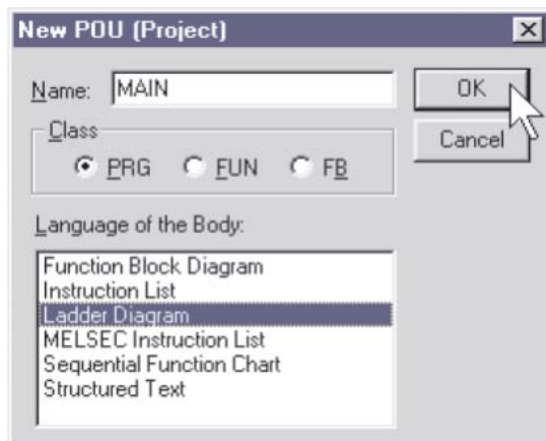 New POU (Project)
Name: MAIN
OK
Class
PRG FUN FB
Cancel
Language of the Body:
Function Block Diagram
Instruction List
Ladder Diagram
MELSEC Instruction List
Sequential Function Chart
Structured Text